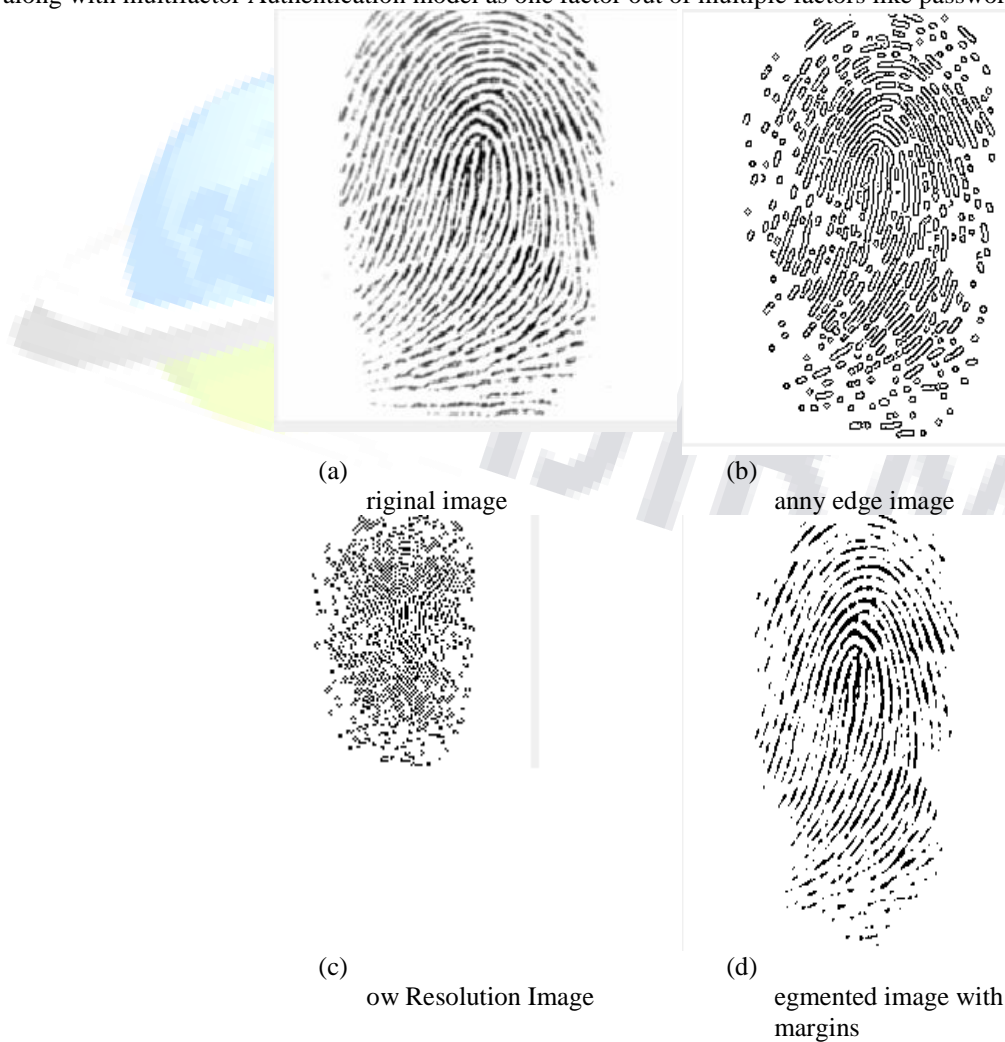 along with multifactor Authentication model as one factor out of multiple factors like passwor
(a)
(b)
riginal image
anny edge image
(c)
(d)
ow Resolution Image
egmented image with
margins